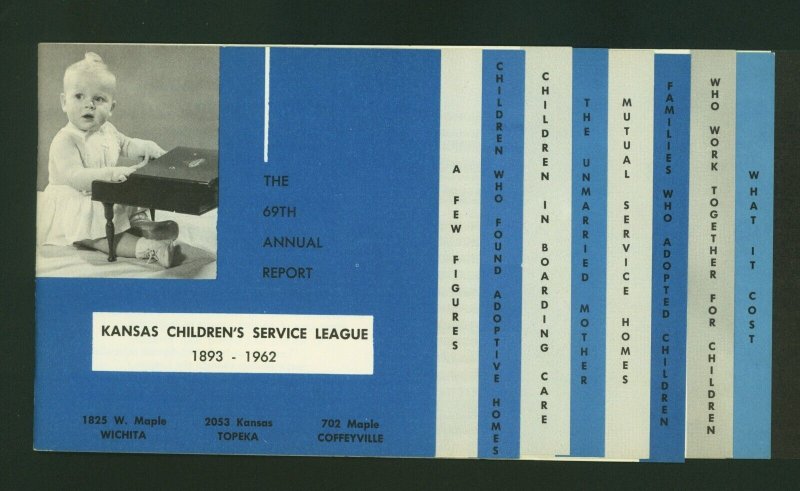 THE
69TH
ANNUAL
REPORT
KANSAS CHILDREN'S SERVICE LEAGUE
1893 - 1962
1825 W. Maple
WICHITA
2053 Kansas
TOPEKA
702 Maple
COFFEYVILLE
A FEW FIGURES
CHILDREN WHO FOUND ADOPTIVE HOMES
CHILDREN IN BOARDING CARE
THE UNMARRIED MOTHER
MUTUAL SERVICE HOMES
FAMILIES WHO ADOPTED CHILDREN
WHO WORK TOGETHER FOR CHILDREN
WHAT IT COST